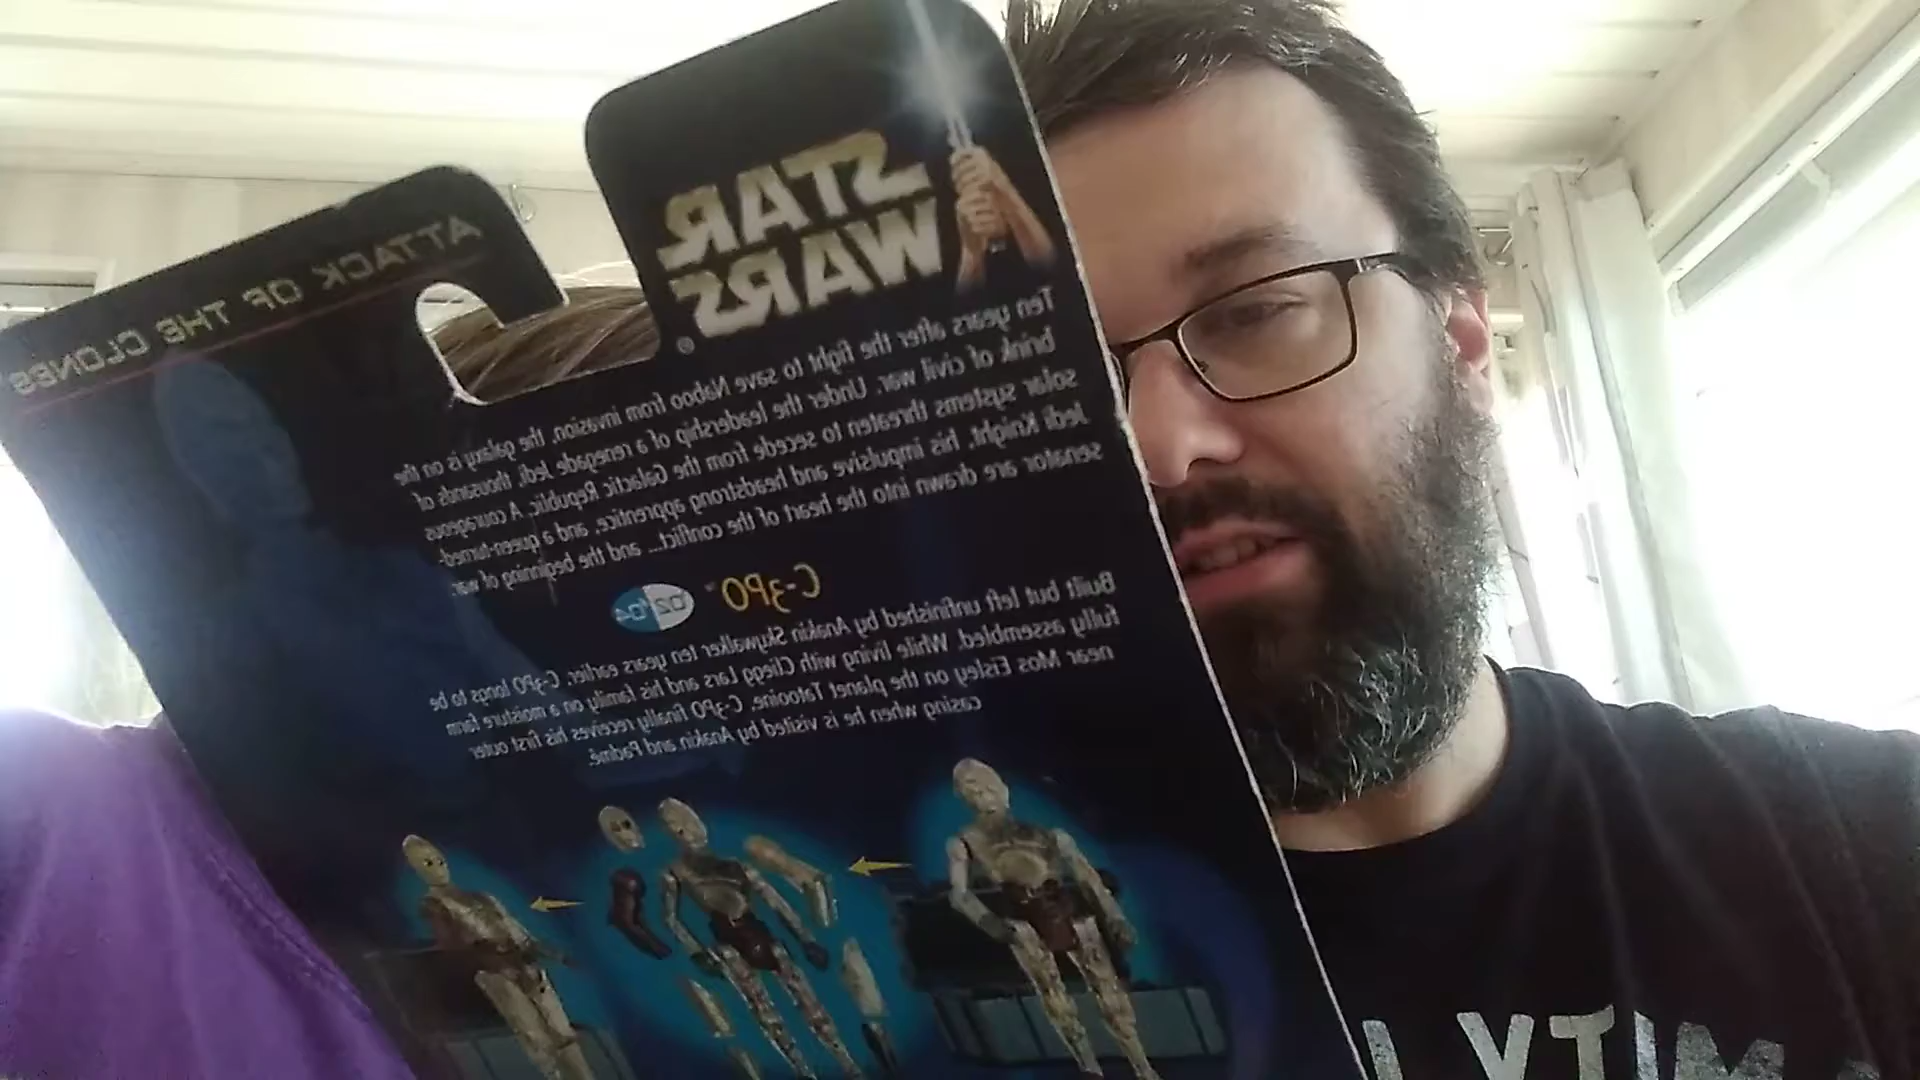 ATTACK OF THE CLONES
STAR
WARS
®
Ten years after the fight to save Naboo from invasion, the galaxy is on the
brink of civil war. Under the leadership of a renegade Jedi, thousands of
solar systems threaten to secede from the Galactic Republic. A courageous
Jedi Knight, his impulsive and headstrong apprentice, and a queen-turned-
senator are drawn into the heart of the conflict... and the beginning of war.
C-3PO™ '02 '04
Built but left unfinished by Anakin Skywalker ten years earlier, C-3PO longs to be
fully assembled. While living with Cliegg Lars and his family on a moisture farm
near Mos Eisley on the planet Tatooine, C-3PO finally receives his first outer
casing when he is visited by Anakin and Padmé.